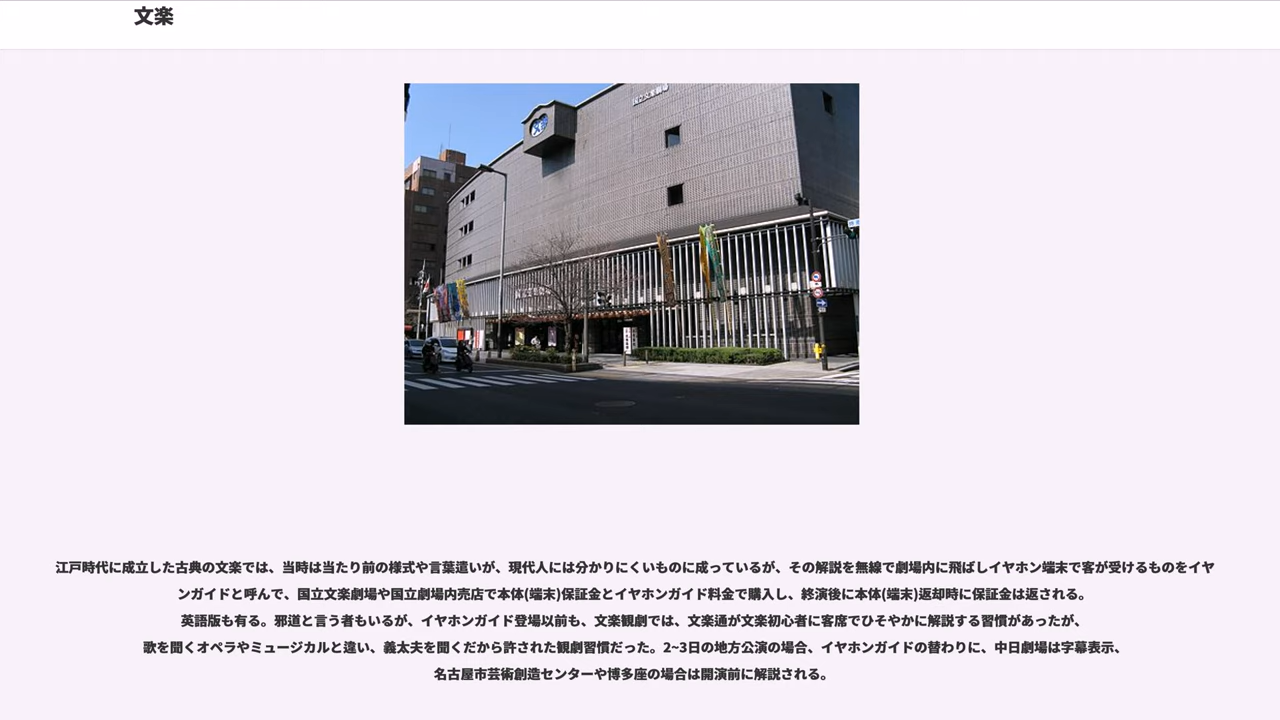 文楽
国立文楽劇場
江戸時代に成立した古典の文楽では、当時は当たり前の様式や言葉遣いが、現代人には分かりにくいものに成っているが、その解説を無線で劇場内に飛ばしイヤホン端末で客が受けるものをイヤ
ンガイドと呼んで、国立文楽劇場や国立劇場内売店で本体(端末)保証金とイヤホンガイド料金で購入し、終演後に本体(端末)返却時に保証金は返される。
英語版も有る。邪道と言う者もいるが、イヤホンガイド登場以前も、文楽観劇では、文楽通が文楽初心者に客席でひそやかに解説する習慣があったが、
歌を聞くオペラやミュージカルと違い、義太夫を聞くだから許された観劇習慣だった。2~3日の地方公演の場合、イヤホンガイドの替わりに、中日劇場は字幕表示、
名古屋市芸術創造センターや博多座の場合は開演前に解説される。